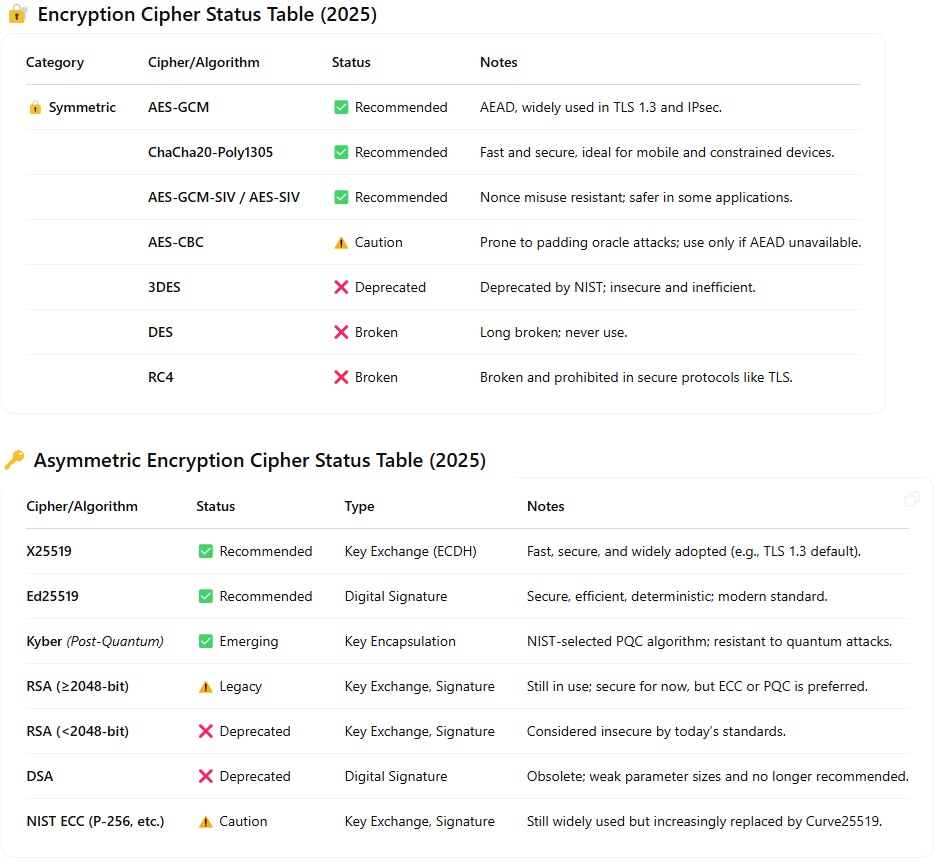 🔐 Encryption Cipher Status Table (2025)
Category Cipher/Algorithm Status Notes
🔒 Symmetric AES-GCM ✅ Recommended AEAD, widely used in TLS 1.3 and IPsec.
ChaCha20-Poly1305 ✅ Recommended Fast and secure, ideal for mobile and constrained devices.
AES-GCM-SIV / AES-SIV ✅ Recommended Nonce misuse resistant; safer in some applications.
AES-CBC ⚠️ Caution Prone to padding oracle attacks; use only if AEAD unavailable.
3DES ❌ Deprecated Deprecated by NIST; insecure and inefficient.
DES ❌ Broken Long broken; never use.
RC4 ❌ Broken Broken and prohibited in secure protocols like TLS.
🔑 Asymmetric Encryption Cipher Status Table (2025)
Cipher/Algorithm Status Type Notes
X25519 ✅ Recommended Key Exchange (ECDH) Fast, secure, and widely adopted (e.g., TLS 1.3 default).
Ed25519 ✅ Recommended Digital Signature Secure, efficient, deterministic; modern standard.
Kyber (Post-Quantum) ✅ Emerging Key Encapsulation NIST-selected PQC algorithm; resistant to quantum attacks.
RSA (≥2048-bit) ⚠️ Legacy Key Exchange, Signature Still in use; secure for now, but ECC or PQC is preferred.
RSA (<2048-bit) ❌ Deprecated Key Exchange, Signature Considered insecure by today’s standards.
DSA ❌ Deprecated Digital Signature Obsolete; weak parameter sizes and no longer recommended.
NIST ECC (P-256, etc.) ⚠️ Caution Key Exchange, Signature Still widely used but increasingly replaced by Curve25519.